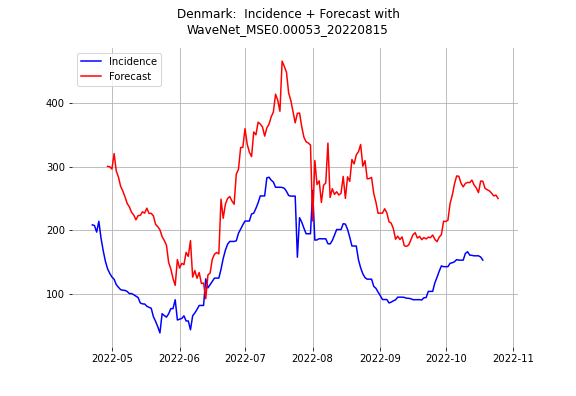 Denmark:  Incidence + Forecast with
WaveNet_MSE0.00053_20220815
Incidence
Forecast
400
300
200
100
2022-05 2022-06 2022-07 2022-08 2022-09 2022-10 2022-11